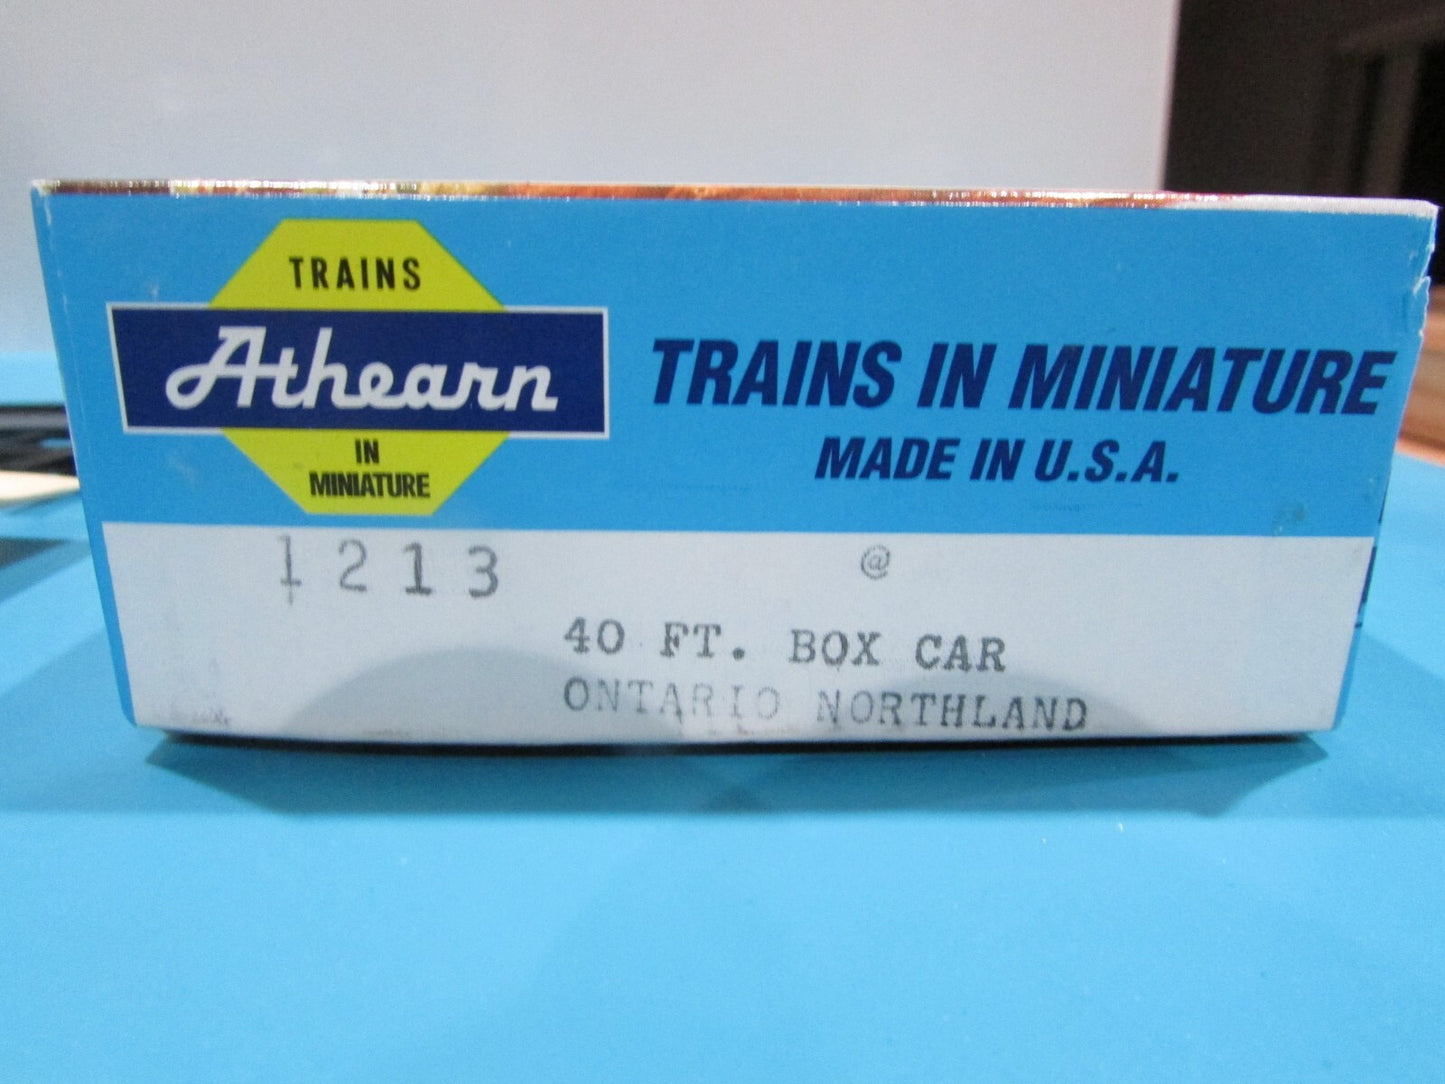 TRAINS
Athearn
IN
MINIATURE
TRAINS IN MINIATURE
MADE IN U.S.A.
1213 @
40 FT. BOX CAR
ONTARIO NORTHLAND